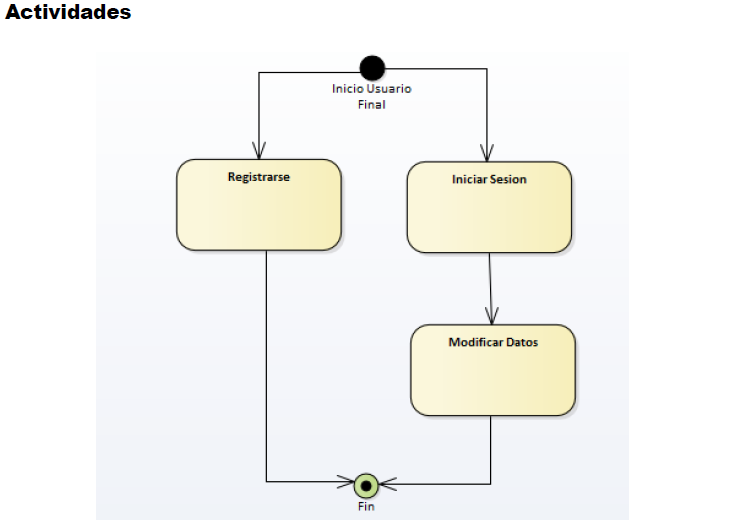 Actividades
Inicio Usuario
Final
Registrarse
Iniciar Sesion
Modificar Datos
Fin